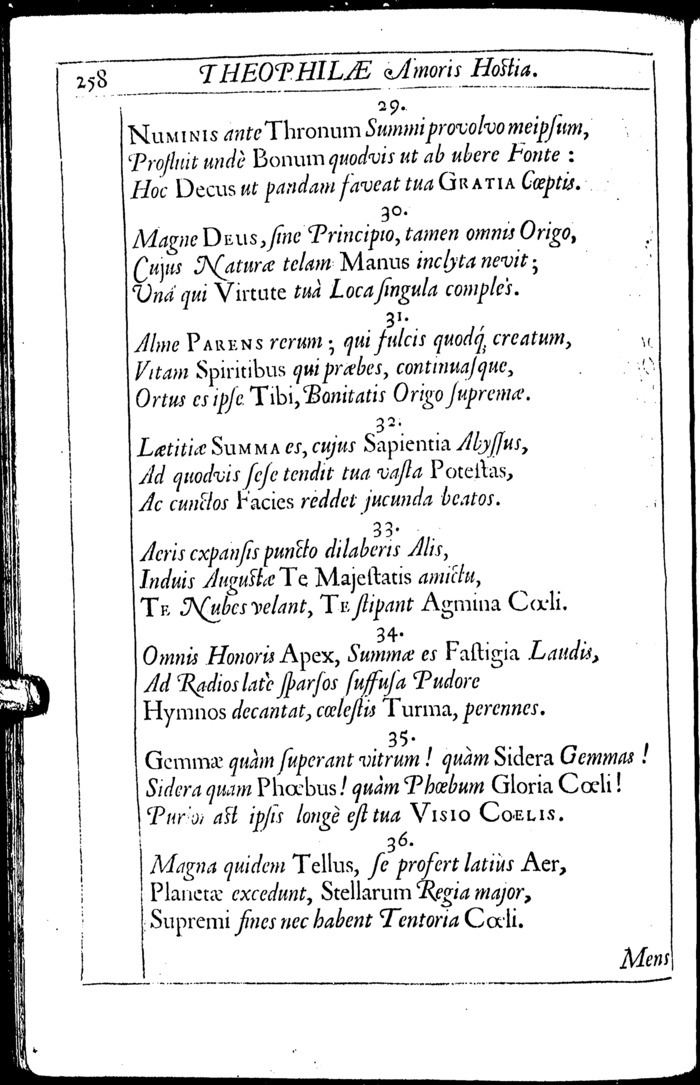 258 THEOPHILÆ Amoris Hostia.
29.
NUMINIS ante Thronum Summi provolvo meipſum,
Profluit undè Bonum quodvis ut ab ubere Fonte :
Hoc Decus ut pandam faveat tua GRATIA Cœptis.
30.
Magne DEUS, ſine Principio, tamen omnis Origo,
Cujus Naturæ telam Manus inclyta nevit ;
Unâ qui Virtute tuâ Loca ſingula comples.
31.
Alme PARENS rerum ; qui fulcis quodq́; creatum,
Vitam Spiritibus qui præbes, continuaſque,
Ortus es ipſe Tibi, Bonitatis Origo ſupremæ.
32.
Lætitiæ SUMMA es, cujus Sapientia Abyſſus,
Ad quodvis ſeſe tendit tua vaſta Poteſtas,
Ac cunctos Facies reddet jucunda beatos.
33.
Aeris expanſis puncto dilaberis Alis,
Induis Auguſtæ Te Majeſtatis amictu,
TE Nubes velant, TE ſtipant Agmina Cœli.
34.
Omnis Honoris Apex, Summæ es Faſtigia Laudis,
Ad Radios latè ſparſos ſuffuſa Pudore
Hymnos decantat, cœleſtis Turma, perennes.
35.
Gemmæ quàm ſuperant vitrum ! quàm Sidera Gemmas !
Sidera quam Phœbus ! quàm Phœbum Gloria Cœli !
Purior aſt ipſis longè eſt tua VISIO COELIS.
36.
Magna quidem Tellus, ſe profert latiùs Aer,
Planetæ excedunt, Stellarum Regia major,
Supremi fines nec habent Tentoria Cœli.
Mens